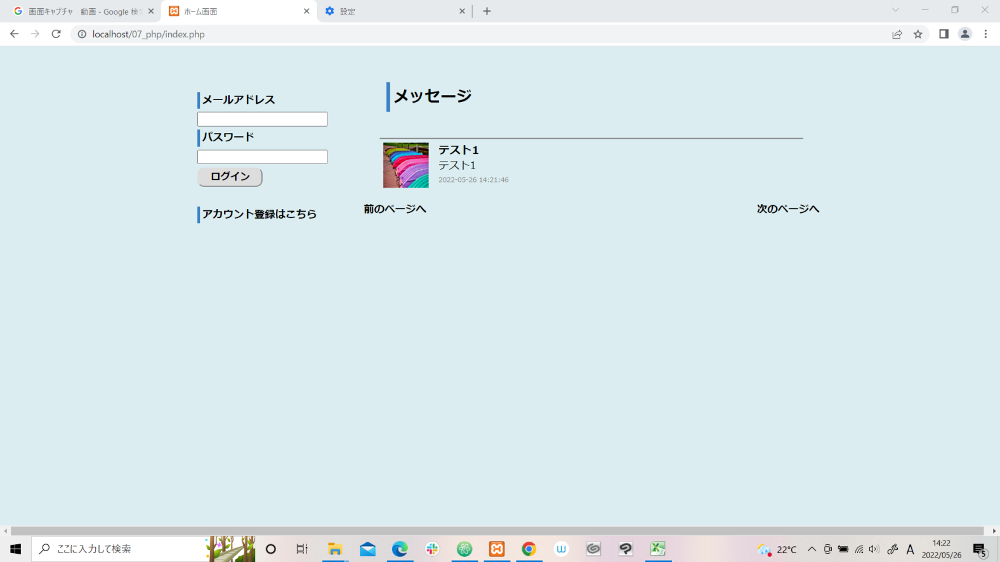 画面キャプチャ 動画 - Google 検索
ホーム画面
設定
localhost/07_php/index.php
メールアドレス
パスワード
ログイン
アカウント登録はこちら
メッセージ
テスト1
テスト1
2022-05-26 14:21:46
前のページへ
次のページへ
ここに入力して検索
22°C
A
14:22
2022/05/26
5